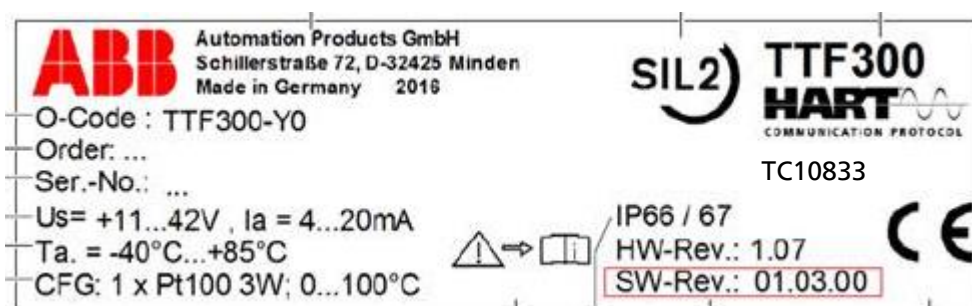 ABB
Automation Products GmbH
Schillerstraße 72, D-32425 Minden
Made in Germany 2016
SIL2
TTF300
HART
COMMUNICATION PROTOCOL
TC10833
O-Code : TTF300-Y0
Order: ...
Ser.-No.: ...
Us= +11...42V , Ia = 4...20mA
Ta. = -40°C...+85°C
CFG: 1 x Pt100 3W; 0...100°C
IP66 / 67
HW-Rev.: 1.07
SW-Rev.: 01.03.00
CE